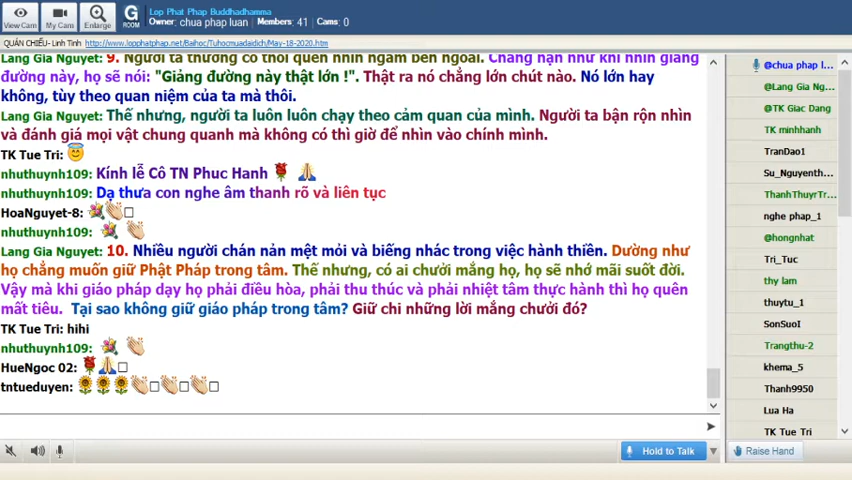 View Cam
My Cam
Enlarge
G
ROOM
Lop Phat Phap Buddhadhamma
Owner: chua phap luan Members: 41 Cams: 0
QUÁN CHIẾU- Linh Tinh http://www.lopphatphap.net/Baihoc/Tuhocmuadaidich/May-18-2020.htm
Lang Gia Nguyet: 9. Người ta thường có thói quen nhìn ngắm bên ngoài. Chẳng hạn như khi nhìn giảng
đường này, họ sẽ nói: "Giảng đường này thật lớn !". Thật ra nó chẳng lớn chút nào. Nó lớn hay
không, tùy theo quan niệm của ta mà thôi.
Lang Gia Nguyet: Thế nhưng, người ta luôn luôn chạy theo cảm quan của mình. Người ta bận rộn nhìn
và đánh giá mọi vật chung quanh mà không có thì giờ để nhìn vào chính mình.
TK Tue Tri:
nhuthuynh109: Kính lễ Cô TN Phuc Hanh
nhuthuynh109: Dạ thưa con nghe âm thanh rõ và liên tục
HoaNguyet-8:
nhuthuynh109:
Lang Gia Nguyet: 10. Nhiều người chán nản mệt mỏi và biếng nhác trong việc hành thiền. Dường như
họ chẳng muốn giữ Phật Pháp trong tâm. Thế nhưng, có ai chưởi mắng họ, họ sẽ nhớ mãi suốt đời.
Vậy mà khi giáo pháp dạy họ phải điều hòa, phải thu thúc và phải nhiệt tâm thực hành thì họ quên
mất tiêu. Tại sao không giữ giáo pháp trong tâm? Giữ chi những lời mắng chưởi đó?
TK Tue Tri: hihi
nhuthuynh109:
HueNgoc 02:
tntueduyen:
Hold to Talk
@chua phap l...
@Lang Gia Ng...
@TK Giac Dang
TK minhhanh
TranDao1
Su_Nguyenth...
ThanhThuyrTr...
nghe phap_1
@hongnhat
Tri_Tuc
thy lam
thuytu_1
SonSuoI
Trangthu-2
khema_5
Thanh9950
Lua Ha
TK Tue Tri
Raise Hand